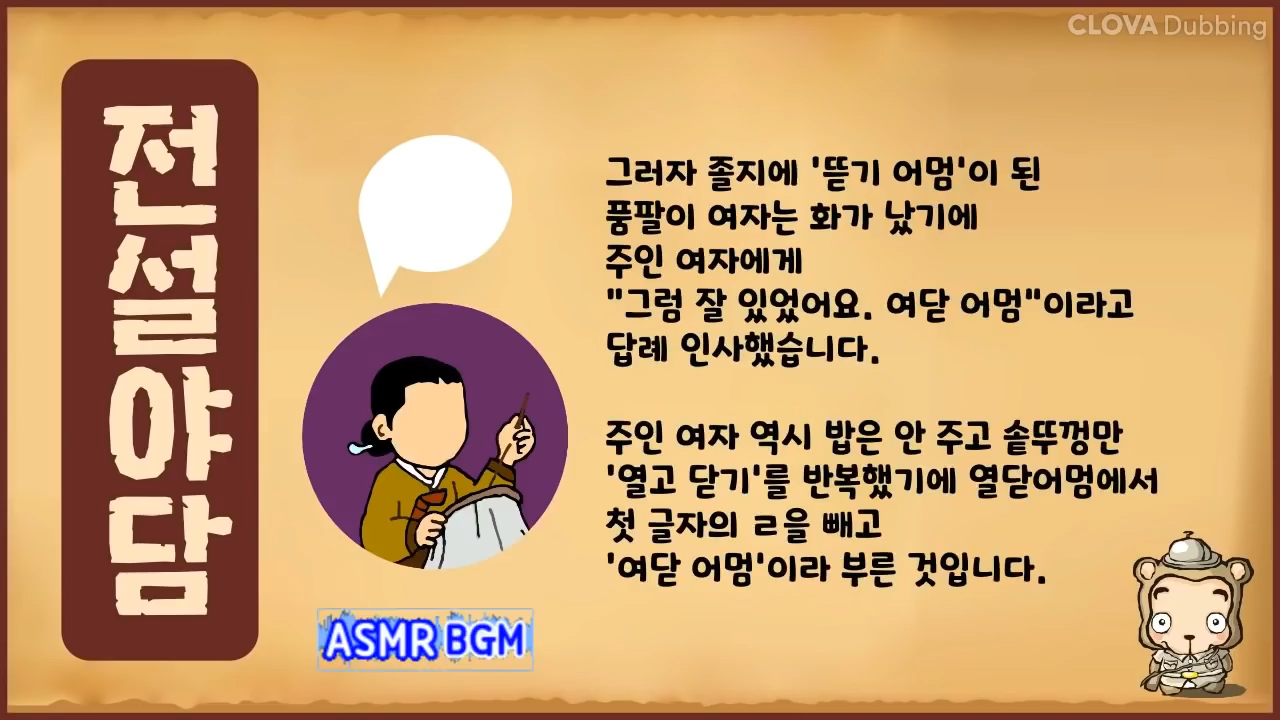 CLOVA Dubbing
전설야담
그러자 졸지에 '뜯기 어멈'이 된
품팔이 여자는 화가 났기에
주인 여자에게
"그럼 잘 있었어요. 여닫 어멈"이라고
답례 인사했습니다.
주인 여자 역시 밥은 안 주고 솥뚜껑만
'열고 닫기'를 반복했기에 열닫어멈에서
첫 글자의 ㄹ을 빼고
'여닫 어멈'이라 부른 것입니다.
ASMR BGM